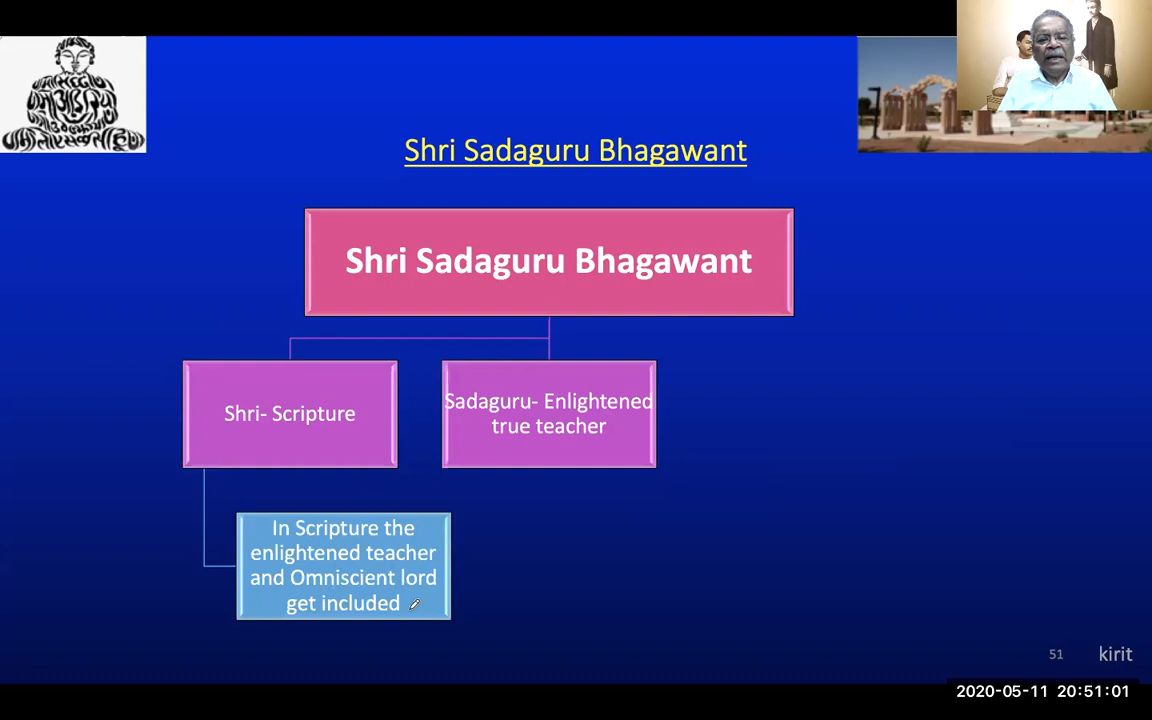 Shri Sadaguru Bhagawant
Shri Sadaguru Bhagawant
Shri- Scripture
Sadaguru- Enlightened
true teacher
In Scripture the
enlightened teacher
and Omniscient lord
get included
51
kirit
2020-05-11 20:51:01